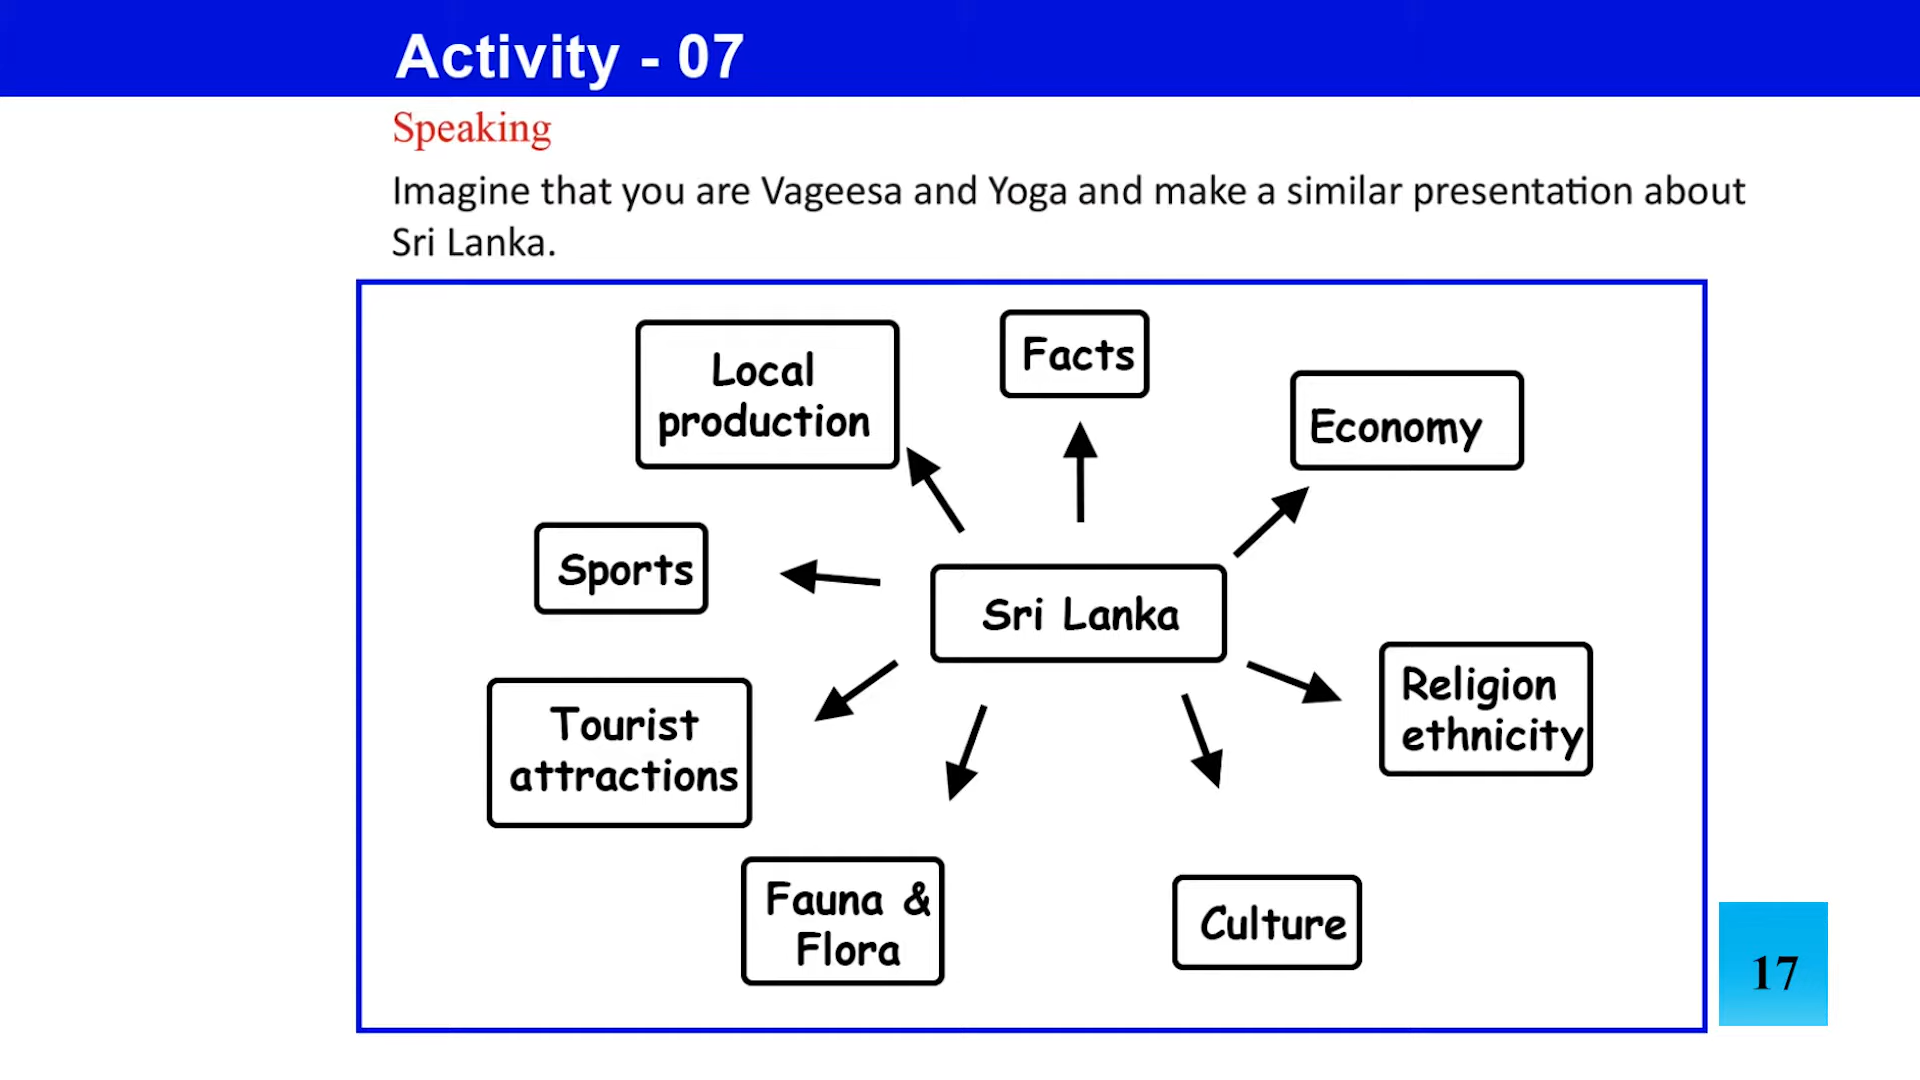 Activity - 07
Speaking
Imagine that you are Vageesa and Yoga and make a similar presentation about
Sri Lanka.
Local
production
Facts
Economy
Sports
Sri Lanka
Religion
ethnicity
Tourist
attractions
Fauna &
Flora
Culture
17